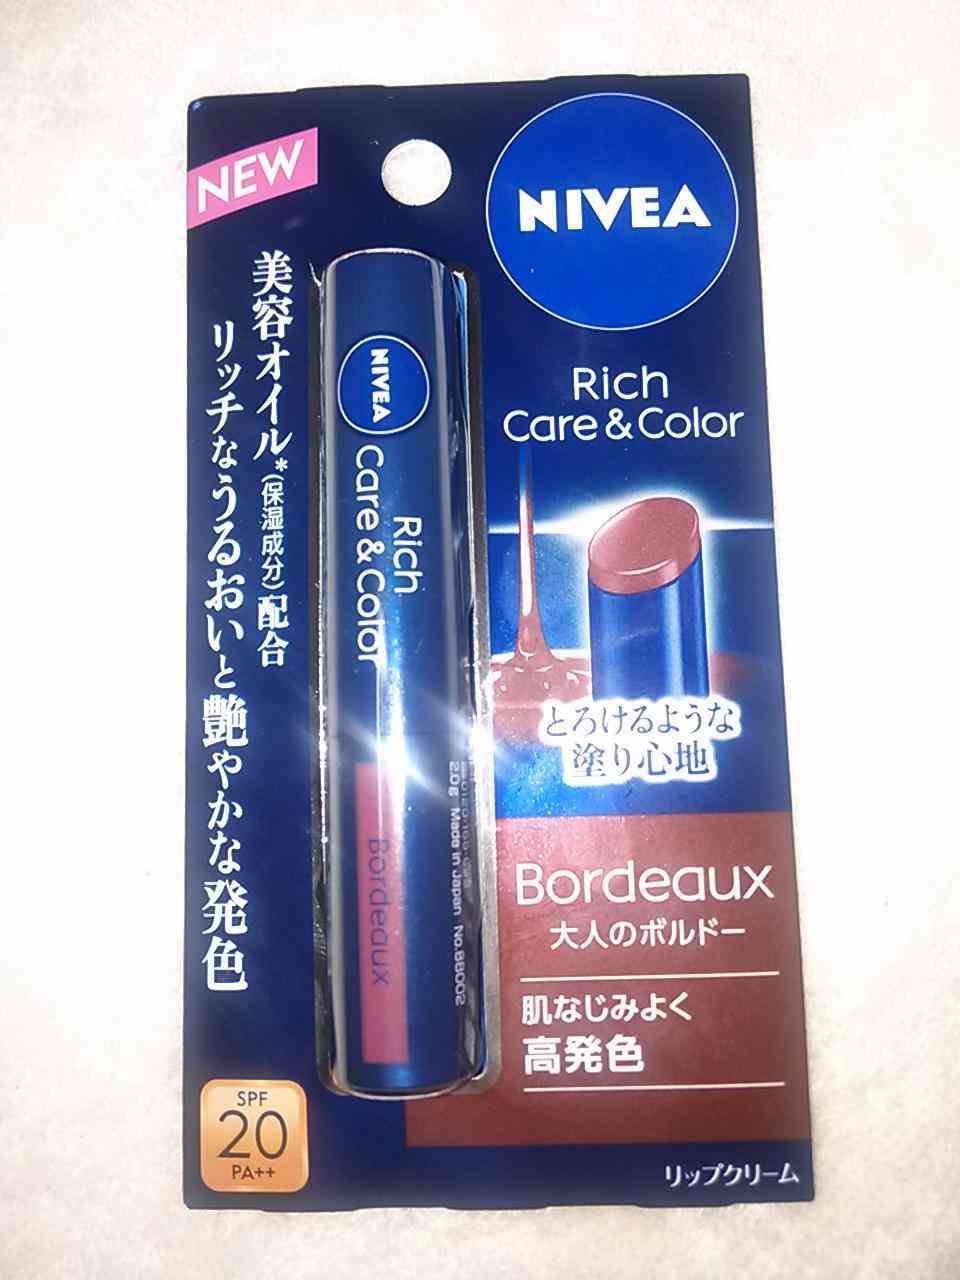 NEW
NIVEA
美容オイル*(保湿成分)配合
リッチなうるおいと艶やかな発色
NIVEA
Rich
Care & Color
Rich
Care & Color
とろけるような
塗り心地
Bordeaux
2.0g Made in Japan No.88002
Bordeaux
大人のボルドー
肌なじみよく
高発色
SPF
20
PA++
リップクリーム